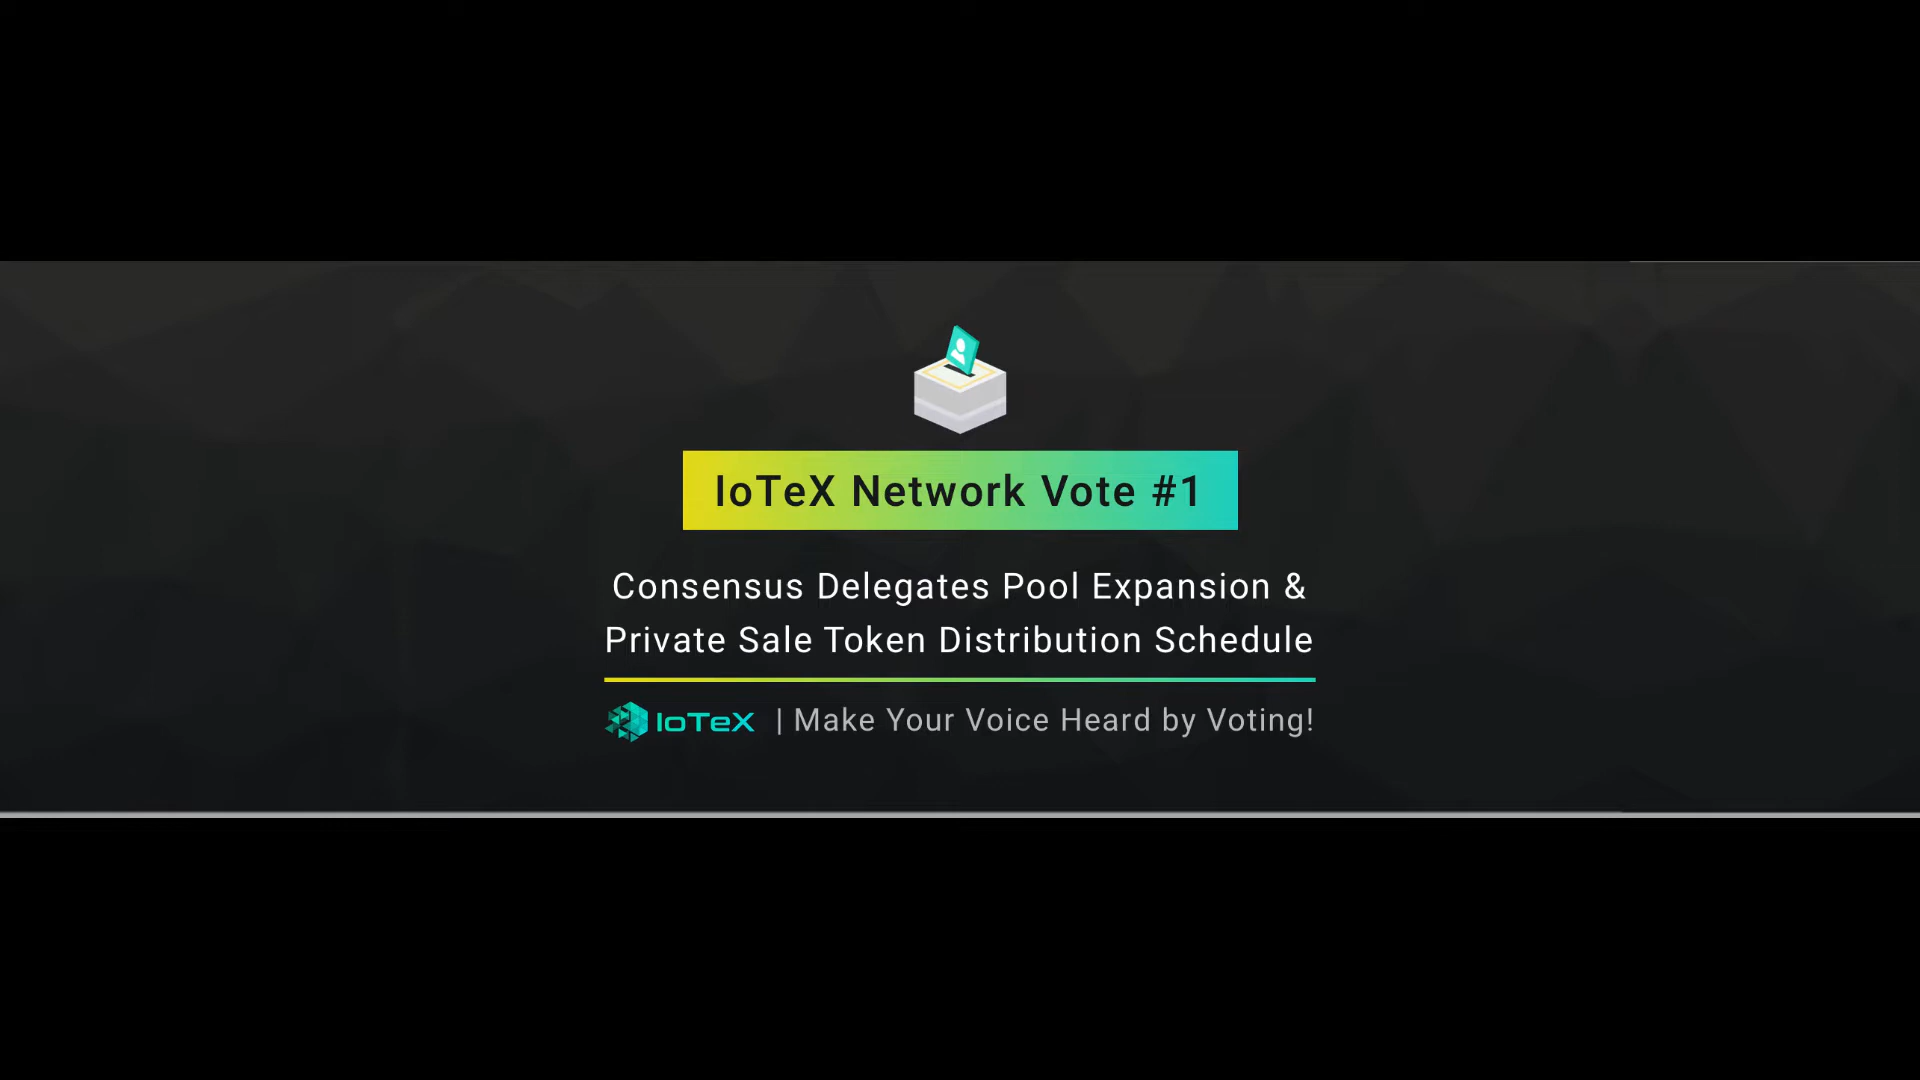 IoTeX Network Vote #1
Consensus Delegates Pool Expansion &
Private Sale Token Distribution Schedule
IoTeX | Make Your Voice Heard by Voting!